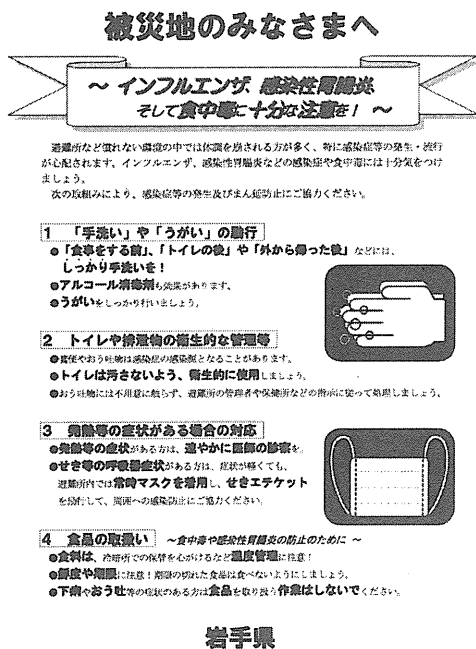 被災地のみなさまへ
～ インフルエンザ、感染性胃腸炎、
そして食中毒に十分な注意を！ ～
避難所など慣れない環境の中では体調を崩される方が多く、特に感染症等の発生・流行
が心配されます。インフルエンザ、感染性胃腸炎などの感染症や食中毒には十分気をつけ
ましょう。
次の取組みにより、感染症等の発生及びまん延防止にご協力ください。
1 「手洗い」や「うがい」の励行
●「食事をする前」、「トイレの後」や「外から帰った後」などには、
しっかり手洗いを！
●アルコール消毒剤も効果があります。
●うがいをしっかり行いましょう。
2 トイレや排泄物の衛生的な管理等
●糞便やおう吐物は感染症の感染源となることがあります。
●トイレは汚さないよう、衛生的に使用しましょう。
●おう吐物には不用意に触らず、避難所の管理者や保健所などの指示に従って処理しましょう。
3 発熱等の症状がある場合の対応
●発熱等の症状がある方は、速やかに医師の診察を。
●せき等の呼吸器症状がある方は、症状が軽くても、
避難所内では常時マスクを着用し、せきエチケット
を励行して、周囲への感染防止にご協力ください。
4 食品の取扱い ～食中毒や感染性胃腸炎の防止のために～
●食料は、冷暗所での保管を心がけるなど温度管理に注意！
●鮮度や期限に注意！期限の切れた食品は食べないようにしましょう。
●下痢やおう吐等の症状のある方は食品を取り扱う作業はしないでください。
岩手県